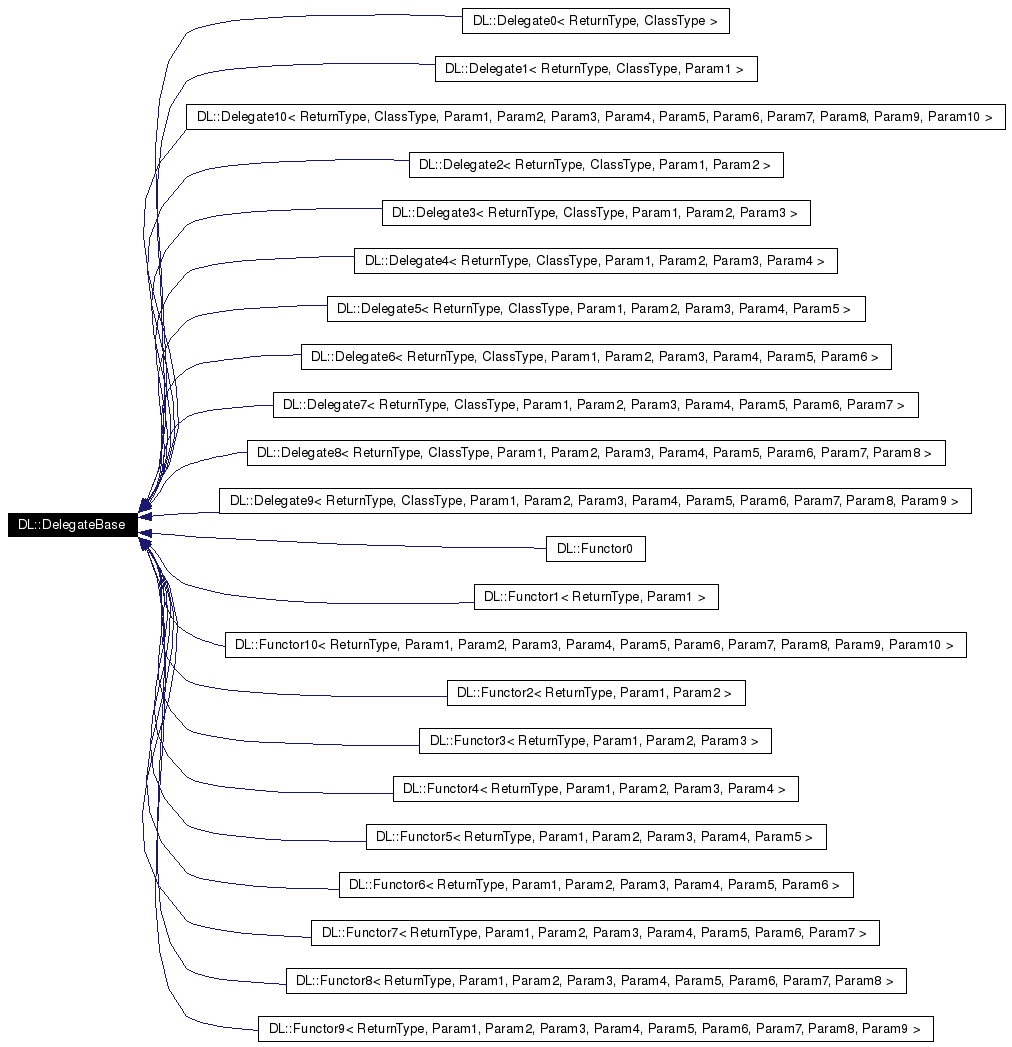 DL::Delegate0< ReturnType, ClassType >
DL::Delegate1< ReturnType, ClassType, Param1 >
DL::Delegate10< ReturnType, ClassType, Param1, Param2, Param3, Param4, Param5, Param6, Param7, Param8, Param9, Param10 >
DL::Delegate2< ReturnType, ClassType, Param1, Param2 >
DL::Delegate3< ReturnType, ClassType, Param1, Param2, Param3 >
DL::Delegate4< ReturnType, ClassType, Param1, Param2, Param3, Param4 >
DL::Delegate5< ReturnType, ClassType, Param1, Param2, Param3, Param4, Param5 >
DL::Delegate6< ReturnType, ClassType, Param1, Param2, Param3, Param4, Param5, Param6 >
DL::Delegate7< ReturnType, ClassType, Param1, Param2, Param3, Param4, Param5, Param6, Param7 >
DL::Delegate8< ReturnType, ClassType, Param1, Param2, Param3, Param4, Param5, Param6, Param7, Param8 >
DL::Delegate9< ReturnType, ClassType, Param1, Param2, Param3, Param4, Param5, Param6, Param7, Param8, Param9 >
DL::DelegateBase
DL::Functor0
DL::Functor1< ReturnType, Param1 >
DL::Functor10< ReturnType, Param1, Param2, Param3, Param4, Param5, Param6, Param7, Param8, Param9, Param10 >
DL::Functor2< ReturnType, Param1, Param2 >
DL::Functor3< ReturnType, Param1, Param2, Param3 >
DL::Functor4< ReturnType, Param1, Param2, Param3, Param4 >
DL::Functor5< ReturnType, Param1, Param2, Param3, Param4, Param5 >
DL::Functor6< ReturnType, Param1, Param2, Param3, Param4, Param5, Param6 >
DL::Functor7< ReturnType, Param1, Param2, Param3, Param4, Param5, Param6, Param7 >
DL::Functor8< ReturnType, Param1, Param2, Param3, Param4, Param5, Param6, Param7, Param8 >
DL::Functor9< ReturnType, Param1, Param2, Param3, Param4, Param5, Param6, Param7, Param8, Param9 >